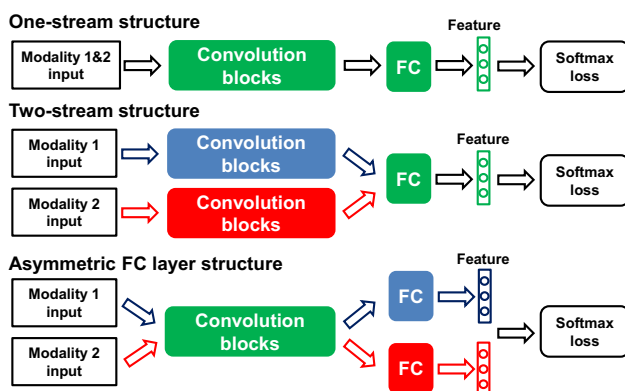 One-stream structure
Feature
Modality 1&2
input
Convolution
blocks
FC
Softmax
loss
Two-stream structure
Modality 1
input
Convolution
blocks
Feature
Modality 2
input
Convolution
blocks
FC
Softmax
loss
Asymmetric FC layer structure
Feature
Modality 1
input
FC
Convolution
blocks
Softmax
loss
Modality 2
input
FC